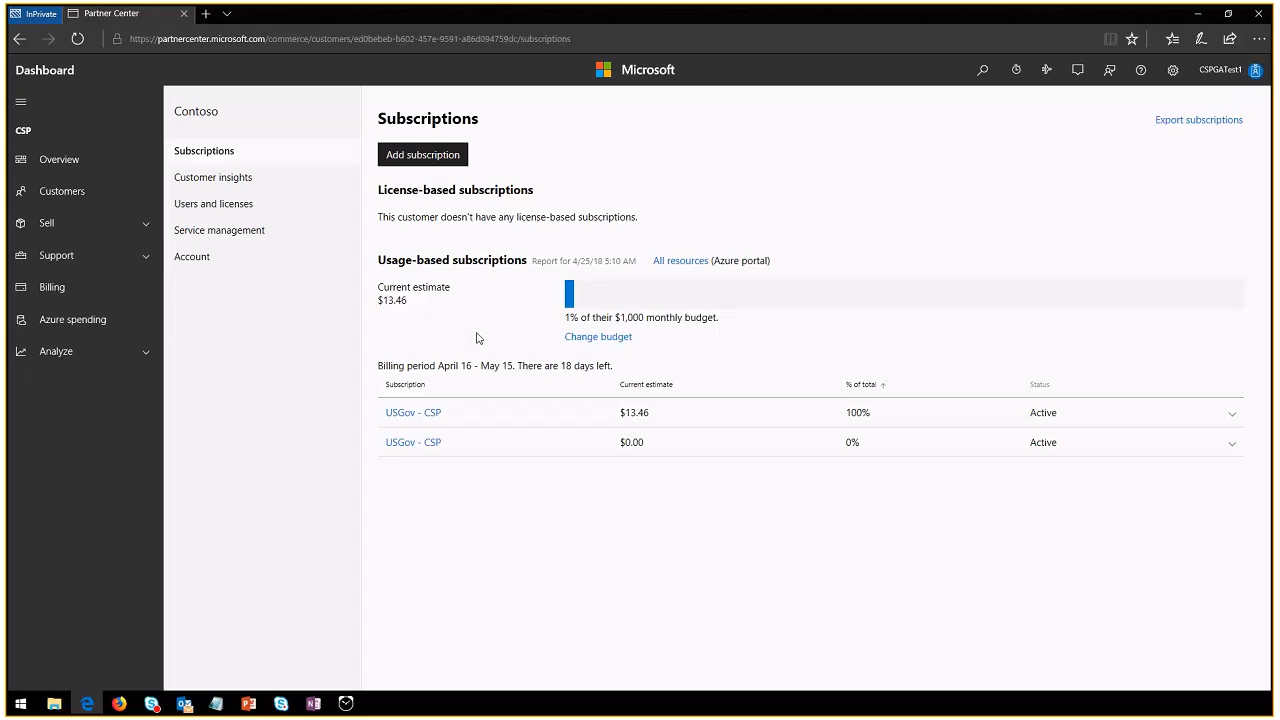 InPrivate
Partner Center
https://partnercenter.microsoft.com/commerce/customers/ed0bebeb-b602-457e-9591-a86d094759dc/subscriptions
Dashboard
Microsoft
CSPGATest1
CSP
Overview
Customers
Sell
Support
Billing
Azure spending
Analyze
Contoso
Subscriptions
Customer insights
Users and licenses
Service management
Account
Subscriptions
Export subscriptions
Add subscription
License-based subscriptions
This customer doesn't have any license-based subscriptions.
Usage-based subscriptions Report for 4/25/18 5:10 AM All resources (Azure portal)
Current estimate
$13.46
1% of their $1,000 monthly budget.
Change budget
Billing period April 16 - May 15. There are 18 days left.
Subscription Current estimate % of total Status
USGov - CSP $13.46 100% Active
USGov - CSP $0.00 0% Active